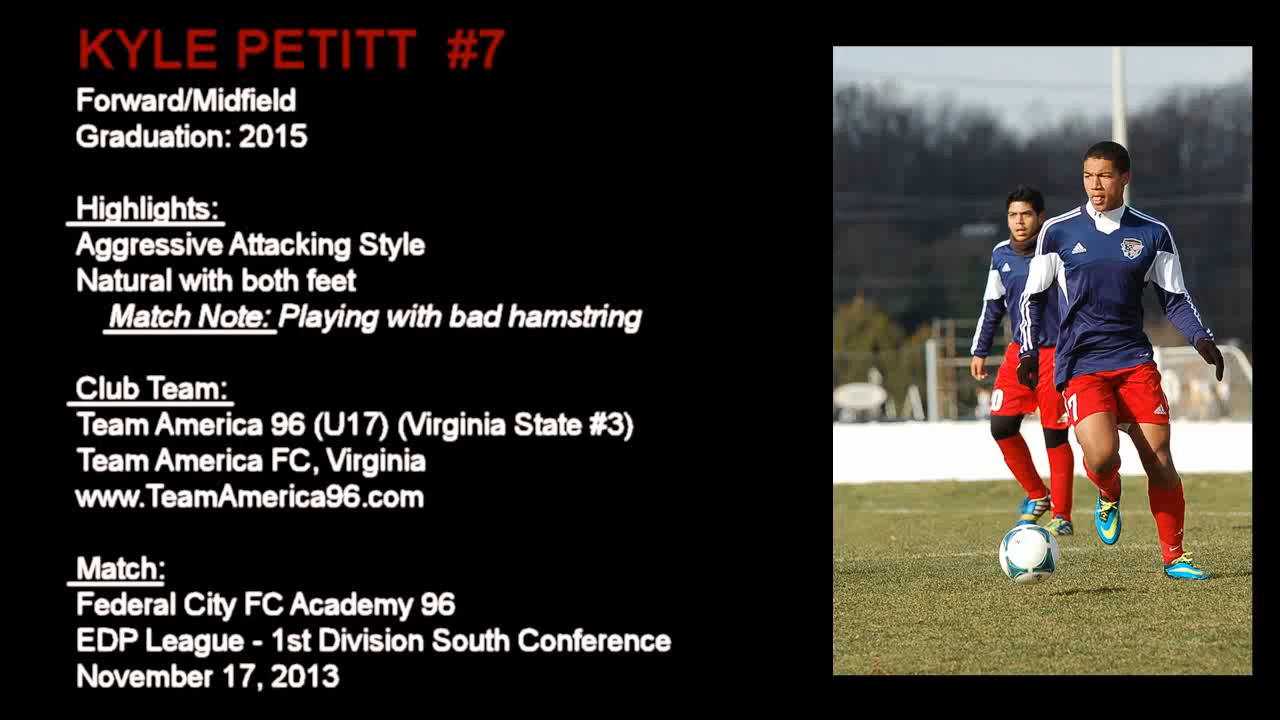 KYLE PETITT #7
Forward/Midfield
Graduation: 2015
Highlights:
Aggressive Attacking Style
Natural with both feet
Match Note: Playing with bad hamstring
Club Team:
Team America 96 (U17) (Virginia State #3)
Team America FC, Virginia
www.TeamAmerica96.com
Match:
Federal City FC Academy 96
EDP League - 1st Division South Conference
November 17, 2013
7